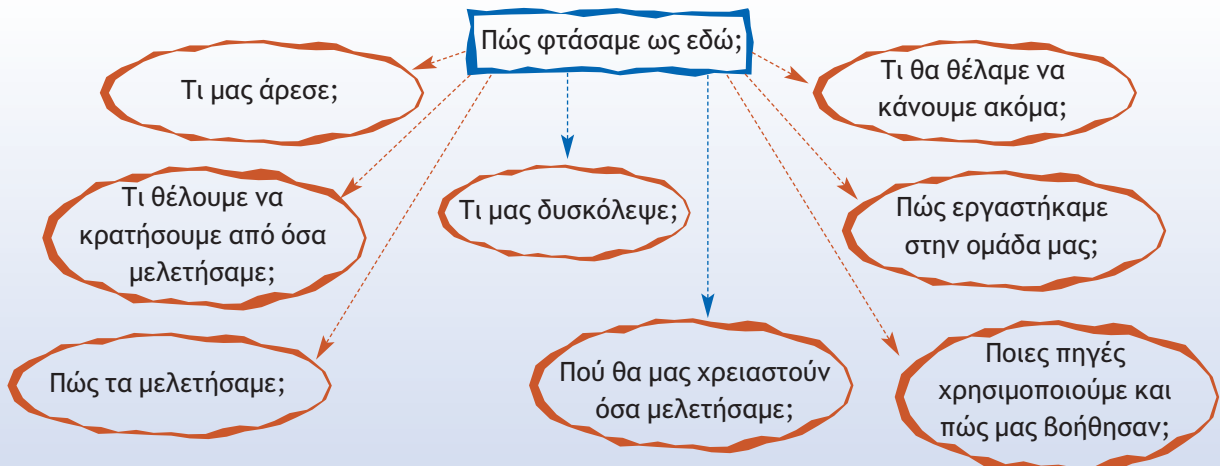 Πώς φτάσαμε ως εδώ;
Τι μας άρεσε;
Τι θα θέλαμε να
κάνουμε ακόμα;
Τι θέλουμε να
κρατήσουμε από όσα
μελετήσαμε;
Τι μας δυσκόλεψε;
Πώς εργαστήκαμε
στην ομάδα μας;
Πώς τα μελετήσαμε;
Πού θα μας χρειαστούν
όσα μελετήσαμε;
Ποιες πηγές
χρησιμοποιούμε και
πώς μας βοήθησαν;